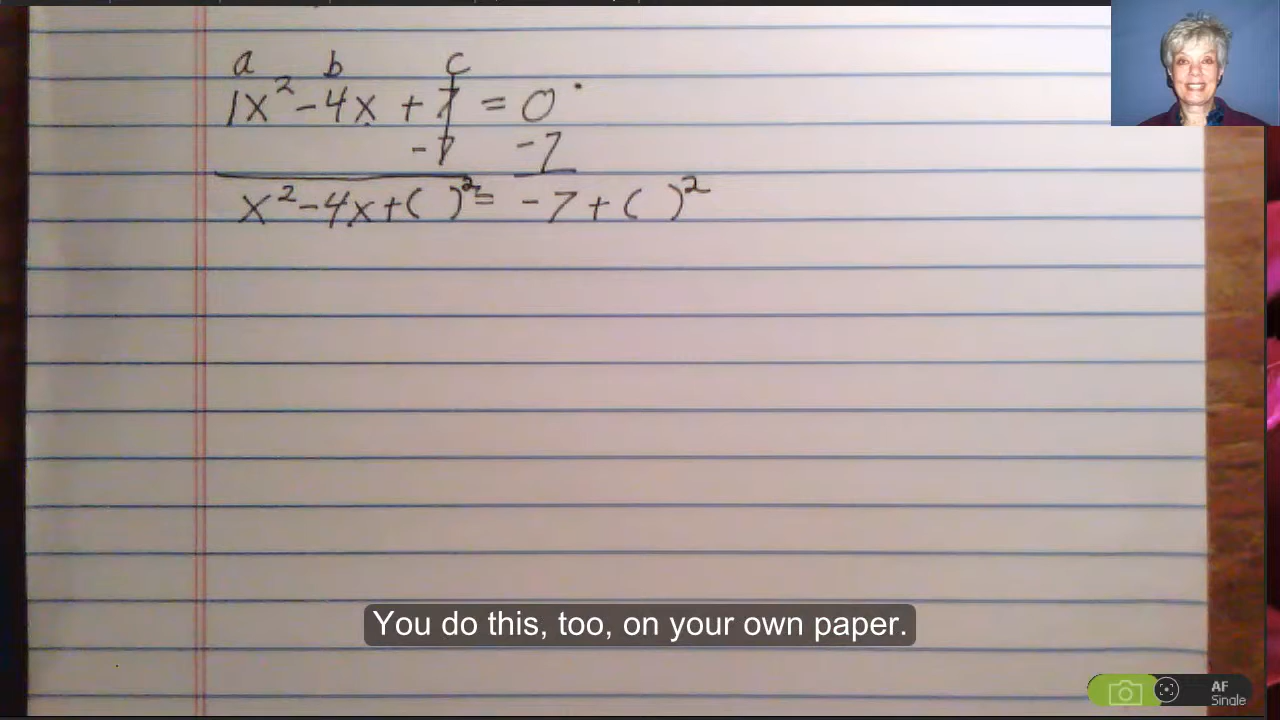 a b c
1x² - 4x + 7 = 0
- 7 - 7
x² - 4x + ( )² = -7 + ( )²
You do this, too, on your own paper.
AF
Single